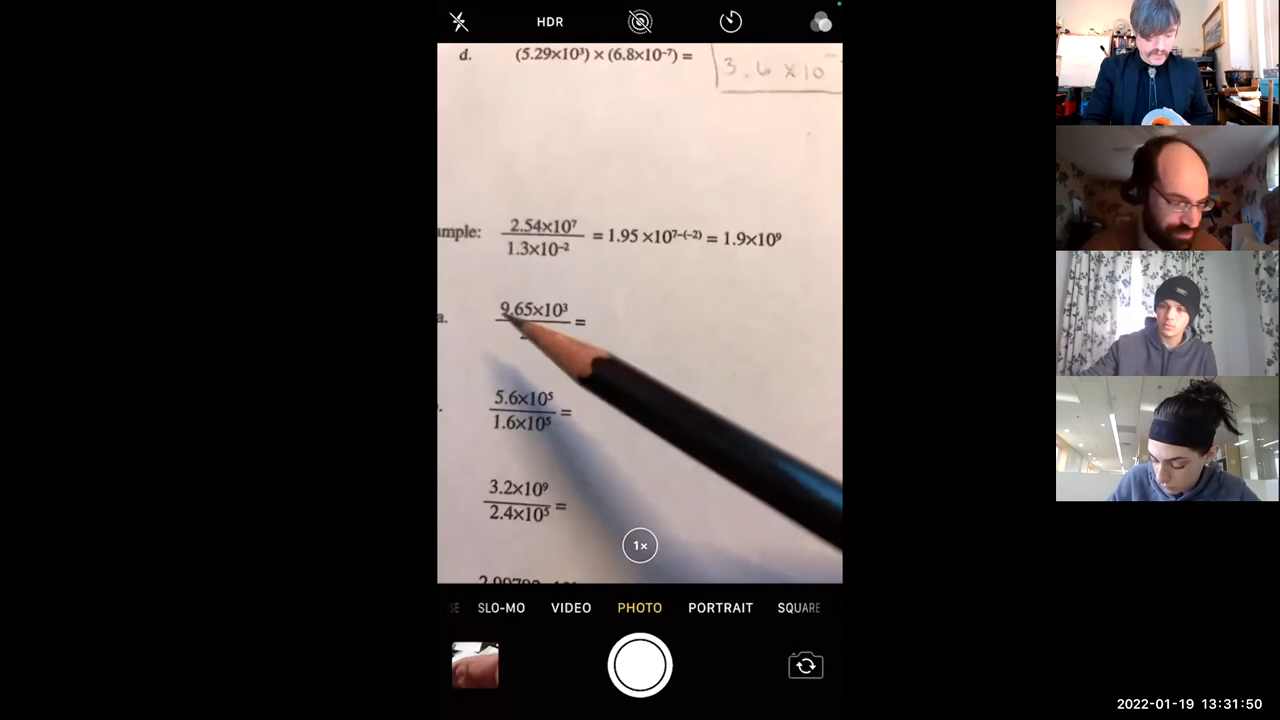 HDR
d. (5.29×10³) × (6.8×10⁻⁷) = 3.6 ×10⁻
mple: 2.54×10⁷
1.3×10⁻²
= 1.95 ×10⁷⁻⁽⁻²⁾ = 1.9×10⁹
a. 9.65×10³
=
5.6×10⁵
1.6×10⁵
=
3.2×10⁹
2.4×10⁵
=
1×
SLO-MO VIDEO PHOTO PORTRAIT SQUARE
2022-01-19 13:31:50